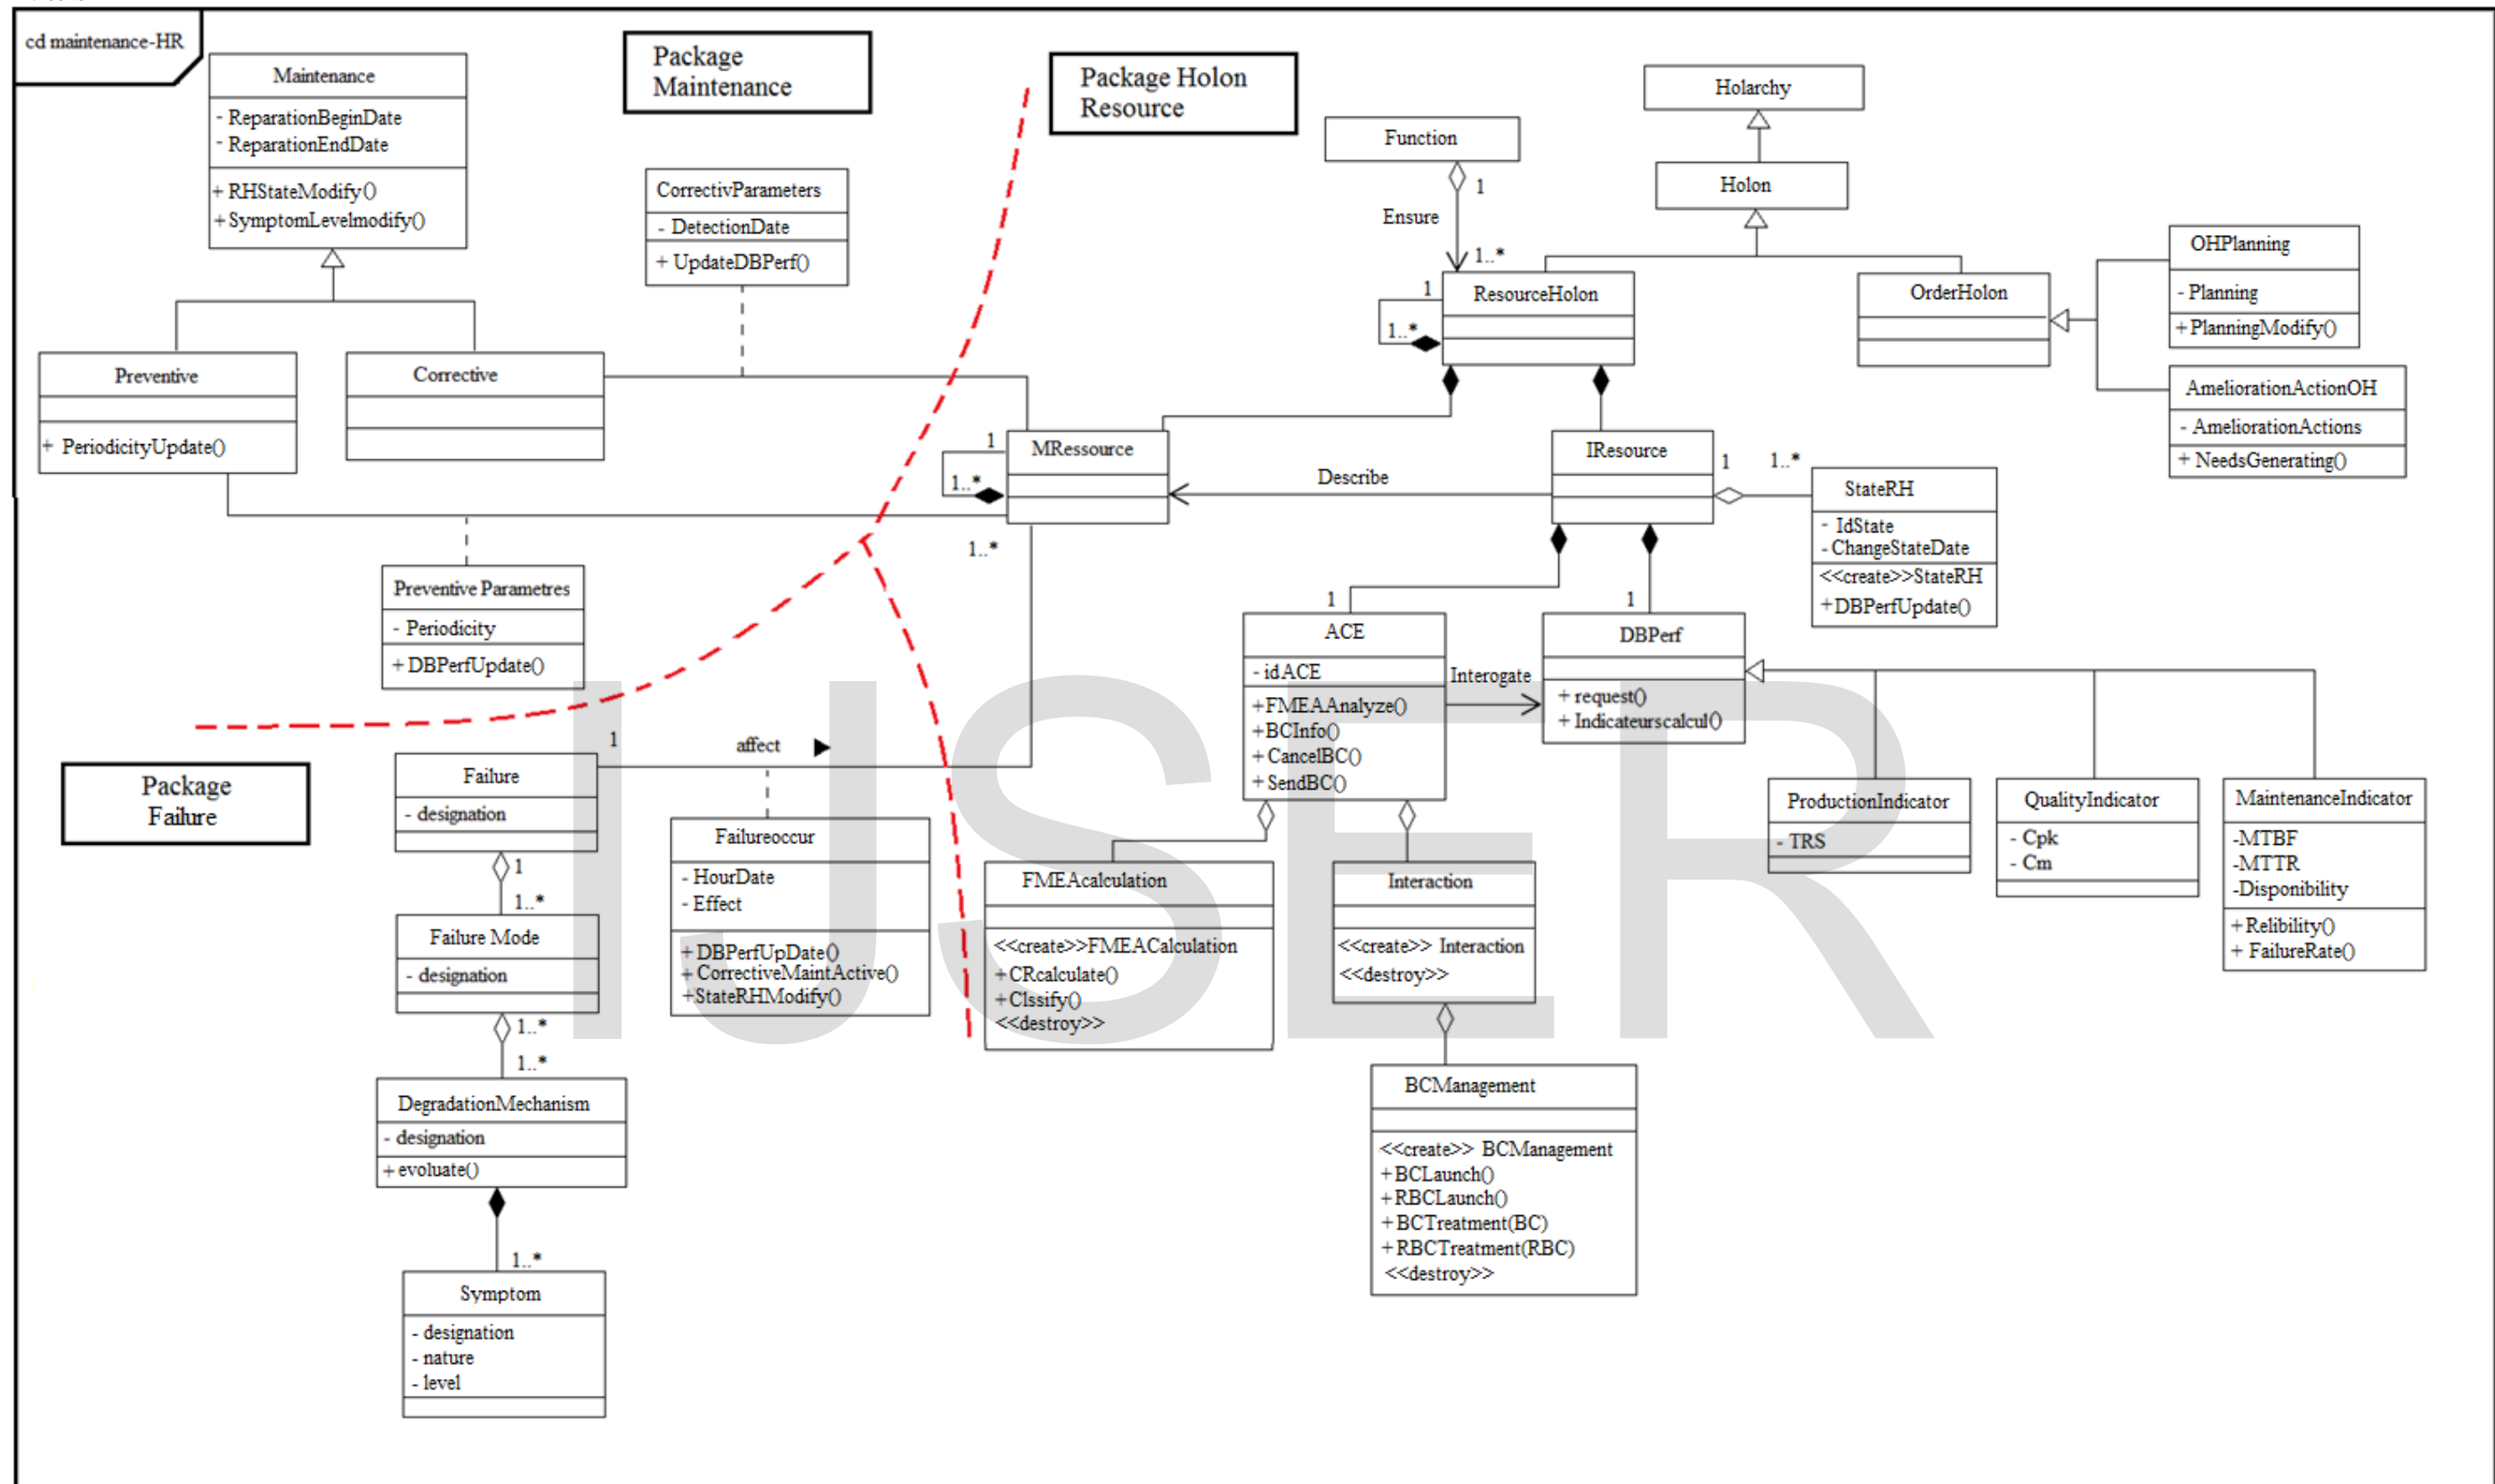 cd maintenance-HR
Package
Maintenance
Package Holon
Resource
Maintenance
- ReparationBeginDate
- ReparationEndDate
+ RHStateModify()
+SymptomLevelmodify()
CorrectivParameters
- DetectionDate
+ UpdateDBPerf()
Preventive
+ PeriodicityUpdate()
Corrective
Preventive Parametres
- Periodicity
+ DBPerfUpdate()
Function
1
Ensure
1..*
Holarchy
Holon
ResourceHolon
1
1..*
OrderHolon
OHPlanning
- Planning
+PlanningModify()
AmeliorationActionOH
- AmeliorationActions
+ NeedsGenerating()
MRessource
1
1..*
1..*
Describe
IResource
1
1..*
StateRH
- IdState
-ChangeStateDate
<<create>>StateRH
+DBPerfUpdate()
1
1
ACE
- idACE
+FMEAAnalyze()
+BCInfo()
+CancelBC()
+SendBC()
Interogate
DBPerf
+ request()
+ Indicateurscalcul()
ProductionIndicator
- TRS
QualityIndicator
- Cpk
- Cm
MaintenanceIndicator
-MTBF
-MTTR
-Disponibility
+Relibility()
+ FailureRate()
FMEAcalculation
<<create>>FMEACalculation
+CRcalculate()
+Clssify()
<<destroy>>
Interaction
<<create>> Interaction
<<destroy>>
BCManagement
<<create>> BCManagement
+BCLaunch()
+RBCLaunch()
+BCTreatment(BC)
+RBCTreatment(RBC)
<<destroy>>
Package
Failure
1
affect
Failure
- designation
1
1..*
Failureoccur
- HourDate
- Effect
+ DBPerfUpDate()
+ CorrectiveMaintActive()
+StateRHModify()
Failure Mode
- designation
1..*
1..*
DegradationMechanism
- designation
+evoluate()
1..*
Symptom
- designation
- nature
- level
IJSER